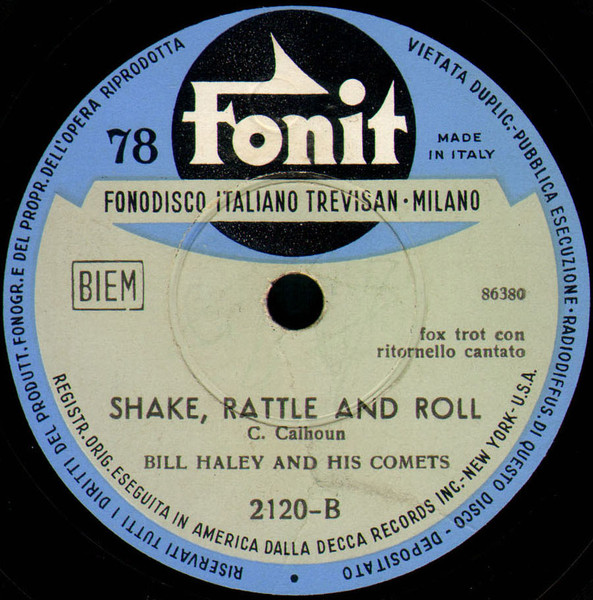 Fonit
78
MADE
IN ITALY
FONODISCO ITALIANO TREVISAN · MILANO
BIEM
86380
fox trot con
ritornello cantato
SHAKE, RATTLE AND ROLL
C. Calhoun
BILL HALEY AND HIS COMETS
2120-B
REGISTR. ORIG. ESEGUITA IN AMERICA DALLA DECCA RECORDS INC.-NEW YORK-U.S.A.
RISERVATI TUTTI I DIRITTI DEL PRODUTT. FONOGR. E DEL PROPR. DELL'OPERA RIPRODOTTA
VIETATA DUPLIC.-PUBBLICA ESECUZIONE-RADIODIFFUS. DI QUESTO DISCO - DEPOSITATO